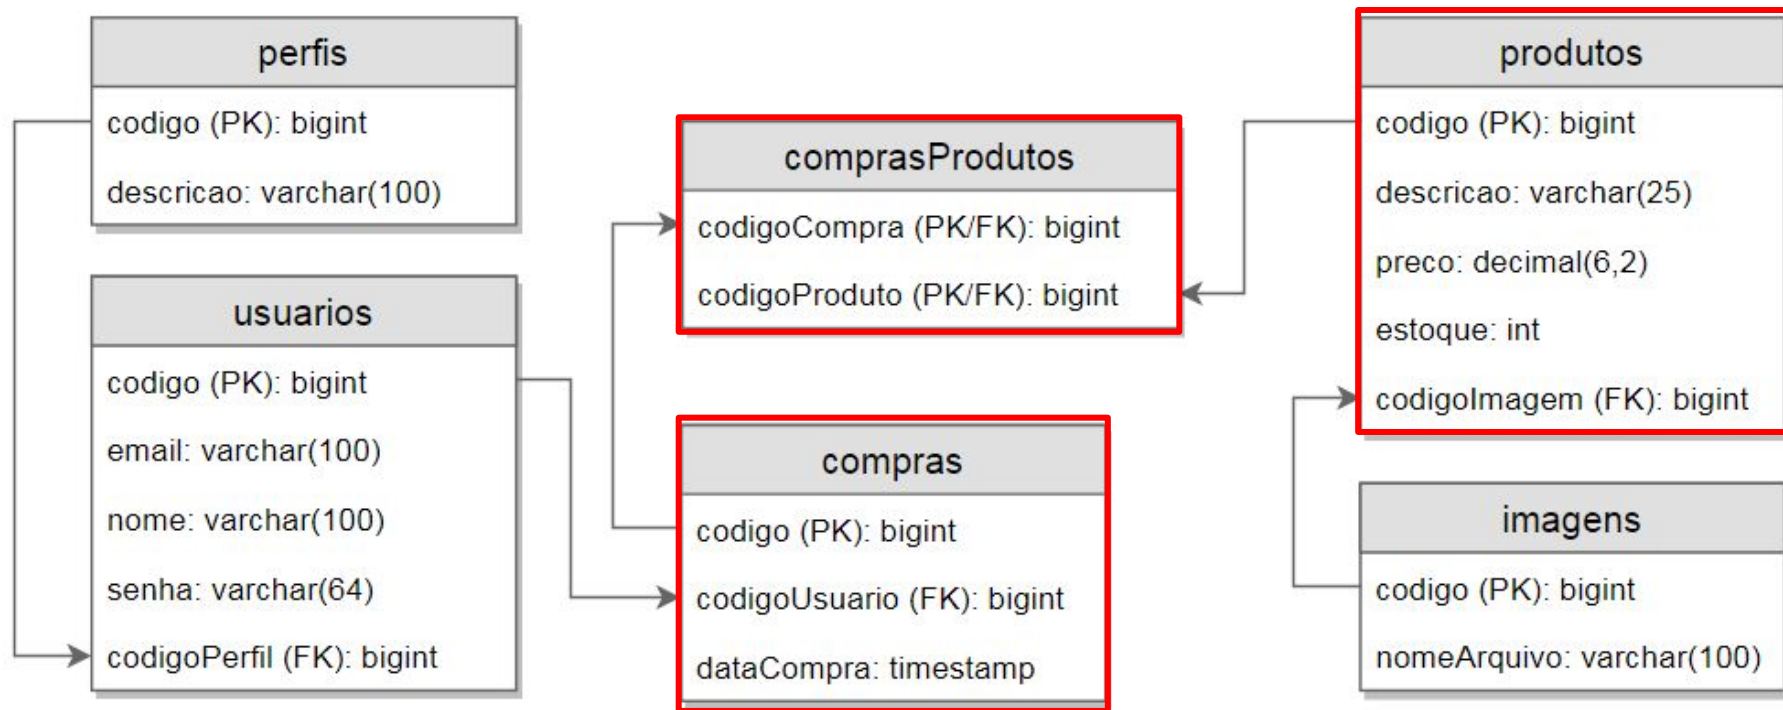 perfis
codigo (PK): bigint
descricao: varchar(100)
usuarios
codigo (PK): bigint
email: varchar(100)
nome: varchar(100)
senha: varchar(64)
codigoPerfil (FK): bigint
comprasProdutos
codigoCompra (PK/FK): bigint
codigoProduto (PK/FK): bigint
compras
codigo (PK): bigint
codigoUsuario (FK): bigint
dataCompra: timestamp
produtos
codigo (PK): bigint
descricao: varchar(25)
preco: decimal(6,2)
estoque: int
codigoImagem (FK): bigint
imagens
codigo (PK): bigint
nomeArquivo: varchar(100)